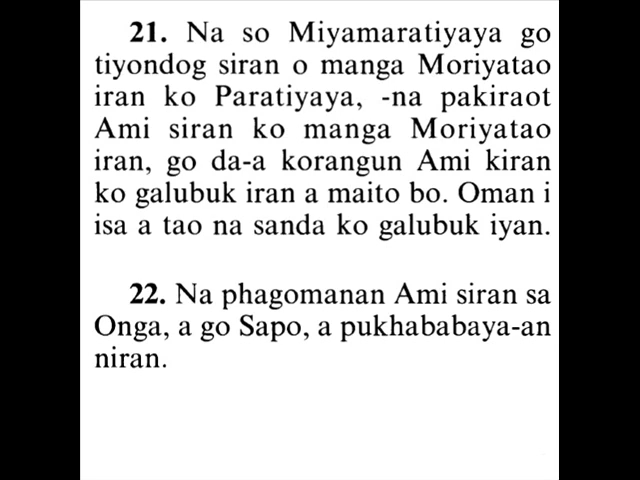 21. Na so Miyamaratiyaya go
tiyondog siran o manga Moriyatao
iran ko Paratiyaya, -na pakiraot
Ami siran ko manga Moriyatao
iran, go da-a korangun Ami kiran
ko galubuk iran a maito bo. Oman i
isa a tao na sanda ko galubuk iyan.
22. Na phagomanan Ami siran sa
Onga, a go Sapo, a pukhababaya-an
niran.